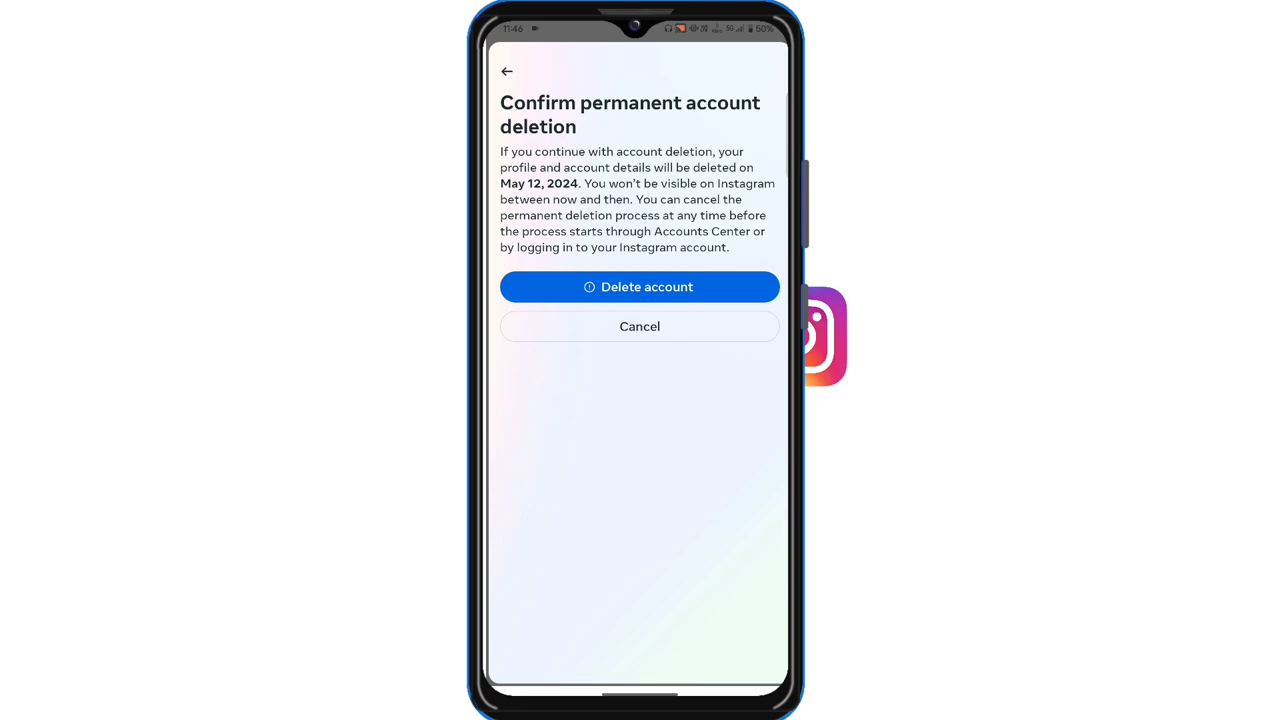 11:46 5G 50%
Confirm permanent account
deletion
If you continue with account deletion, your
profile and account details will be deleted on
May 12, 2024. You won't be visible on Instagram
between now and then. You can cancel the
permanent deletion process at any time before
the process starts through Accounts Center or
by logging in to your Instagram account.
Delete account
Cancel